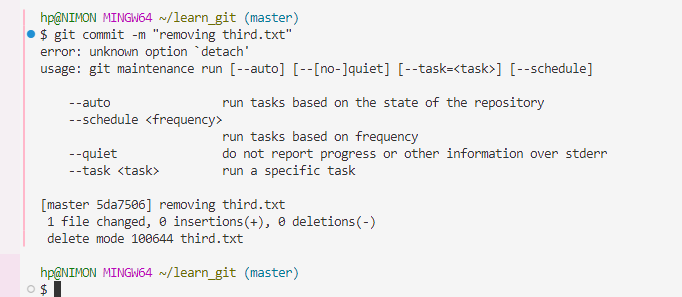 hp@NIMON MINGW64 ~/learn_git (master)
$ git commit -m "removing third.txt"
error: unknown option `detach'
usage: git maintenance run [--auto] [--[no-]quiet] [--task=<task>] [--schedule]
--auto run tasks based on the state of the repository
--schedule <frequency>
run tasks based on frequency
--quiet do not report progress or other information over stderr
--task <task> run a specific task
[master 5da7506] removing third.txt
1 file changed, 0 insertions(+), 0 deletions(-)
delete mode 100644 third.txt
hp@NIMON MINGW64 ~/learn_git (master)
$